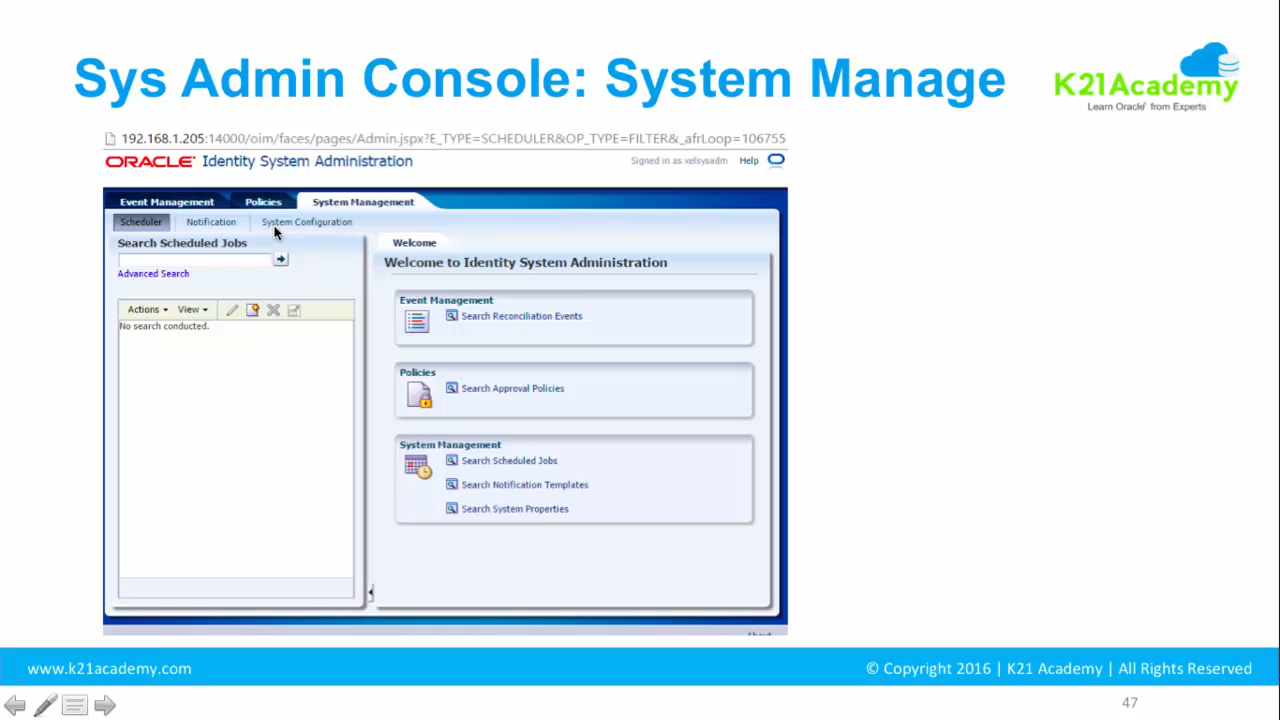 Sys Admin Console: System Manage
K21Academy
Learn Oracle' from Experts
192.168.1.205:14000/oim/faces/pages/Admin.jspx?E_TYPE=SCHEDULER&OP_TYPE=FILTER&_afrLoop=106755
ORACLE' Identity System Administration
Signed in as xelsysadm Help
Event Management Policies System Management
Scheduler Notification System Configuration
Search Scheduled Jobs
Advanced Search
Actions View
No search conducted.
Welcome
Welcome to Identity System Administration
Event Management
Search Reconciliation Events
Policies
Search Approval Policies
System Management
Search Scheduled Jobs
Search Notification Templates
Search System Properties
About
www.k21academy.com
© Copyright 2016 | K21 Academy | All Rights Reserved
47